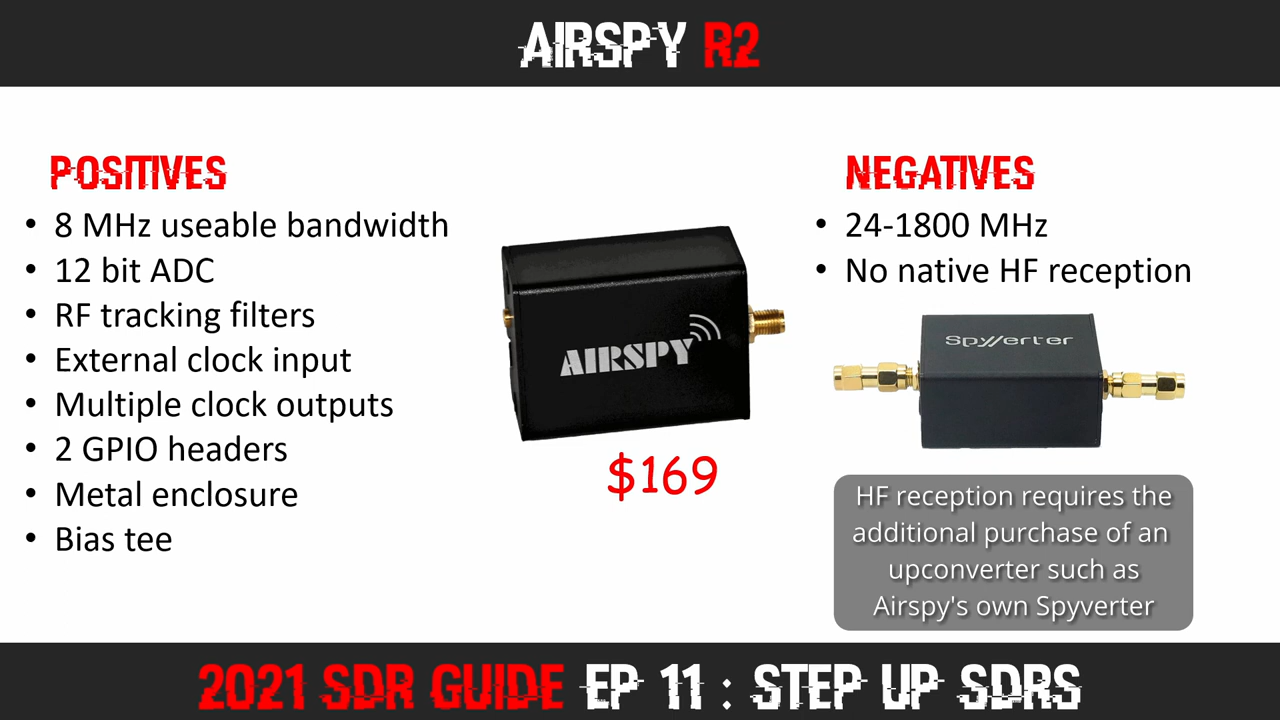 AIRSPY R2
POSITIVES
• 8 MHz useable bandwidth
• 12 bit ADC
• RF tracking filters
• External clock input
• Multiple clock outputs
• 2 GPIO headers
• Metal enclosure
• Bias tee
AIRSPY
$169
NEGATIVES
• 24-1800 MHz
• No native HF reception
Spyverter
HF reception requires the
additional purchase of an
upconverter such as
Airspy's own Spyverter
2021 SDR GUIDE EP 11 : STEP UP SDRS